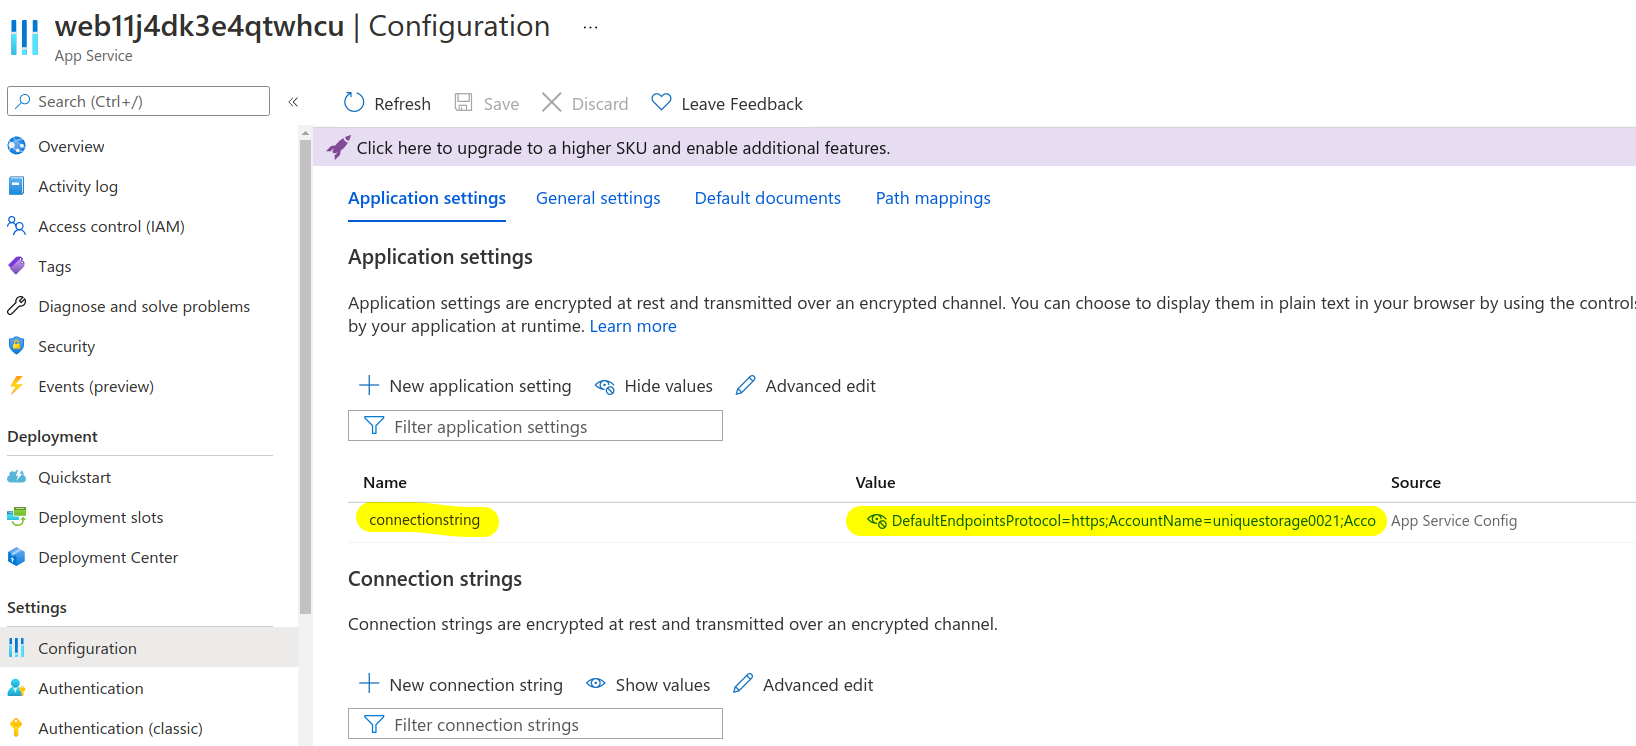 web11j4dk3e4qtwhcu | Configuration ...
App Service
Search (Ctrl+/)
«
Overview
Activity log
Access control (IAM)
Tags
Diagnose and solve problems
Security
Events (preview)
Deployment
Quickstart
Deployment slots
Deployment Center
Settings
Configuration
Authentication
Authentication (classic)
Refresh Save Discard Leave Feedback
Click here to upgrade to a higher SKU and enable additional features.
Application settings General settings Default documents Path mappings
Application settings
Application settings are encrypted at rest and transmitted over an encrypted channel. You can choose to display them in plain text in your browser by using the controls
by your application at runtime. Learn more
New application setting Hide values Advanced edit
Filter application settings
Name Value Source
connectionstring DefaultEndpointsProtocol=https;AccountName=uniquestorage0021;Acco App Service Config
Connection strings
Connection strings are encrypted at rest and transmitted over an encrypted channel.
New connection string Show values Advanced edit
Filter connection strings